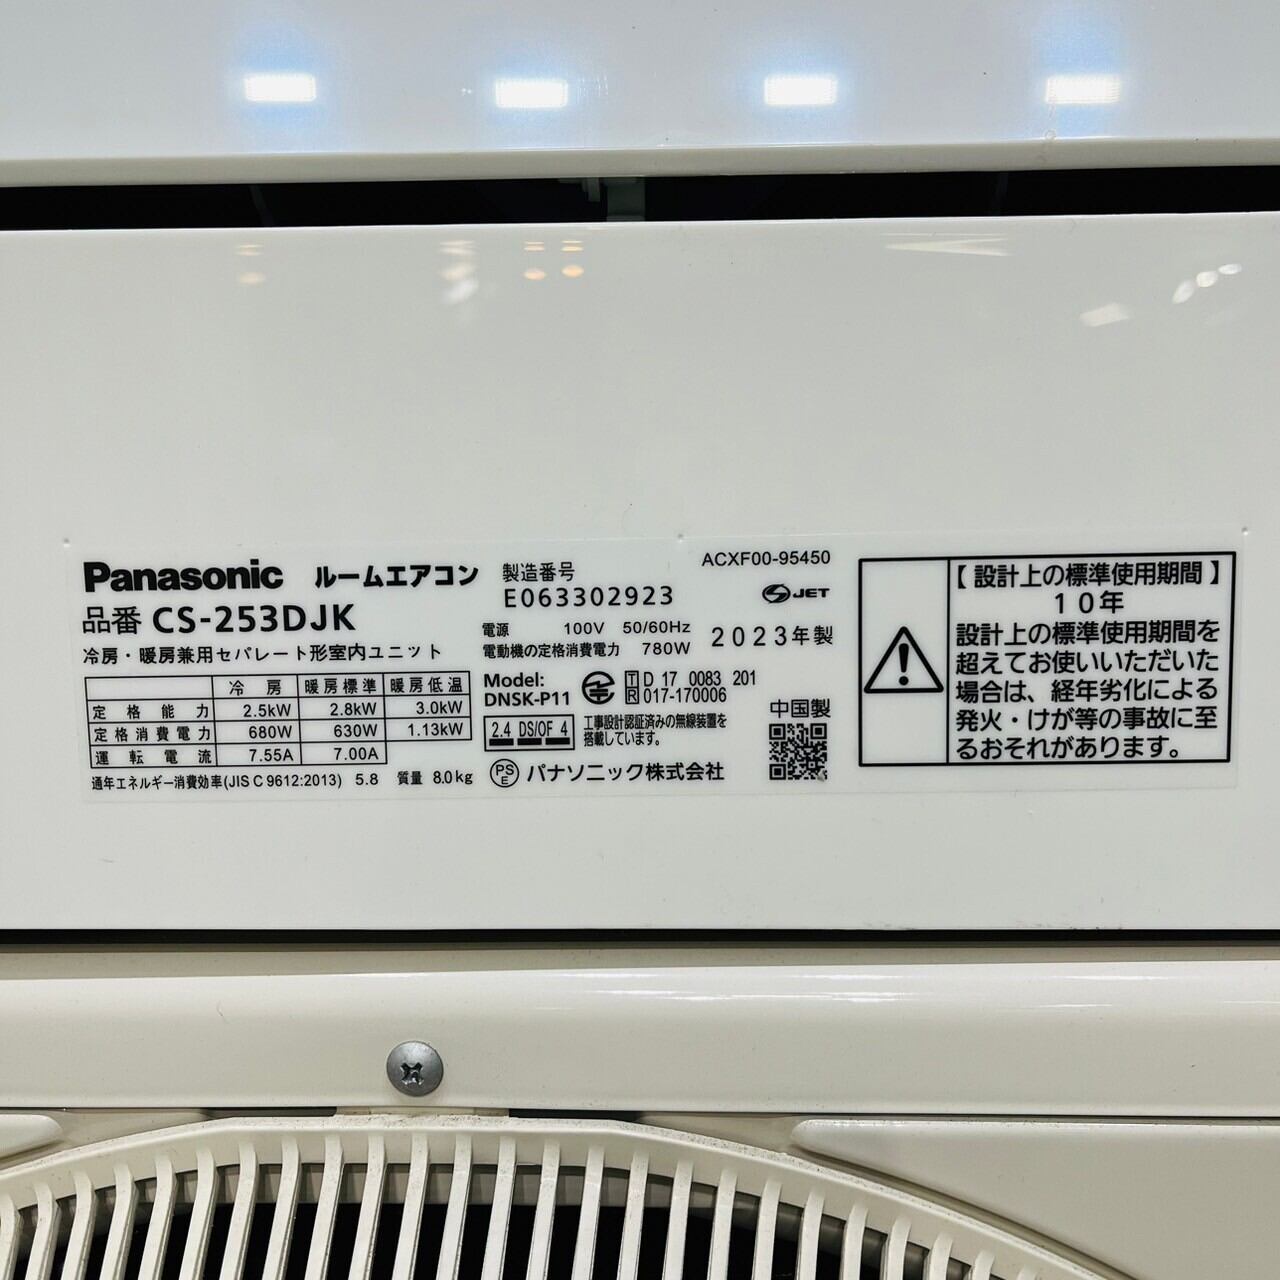 Panasonic ルームエアコン
品番 CS-253DJK
冷房・暖房兼用セパレート形室内ユニット
冷房 暖房標準 暖房低温
定格能力 2.5kW 2.8kW 3.0kW
定格消費電力 680W 630W 1.13kW
運転電流 7.55A 7.00A
通年エネルギー消費効率(JIS C 9612:2013) 5.8 質量 8.0kg
製造番号
E063302923
電源 100V 50/60Hz
電動機の定格消費電力 780W
Model:
DNSK-P11
T D 17 0083 201
R 017-170006
2.4 DS/OF 4
工事設計認証済みの無線装置を
搭載しています。
PS
E パナソニック株式会社
ACXF00-95450
JET
2023年製
中国製
【設計上の標準使用期間】
10年
設計上の標準使用期間を
超えてお使いいただいた
場合は、経年劣化による
発火・けが等の事故に至
るおそれがあります。